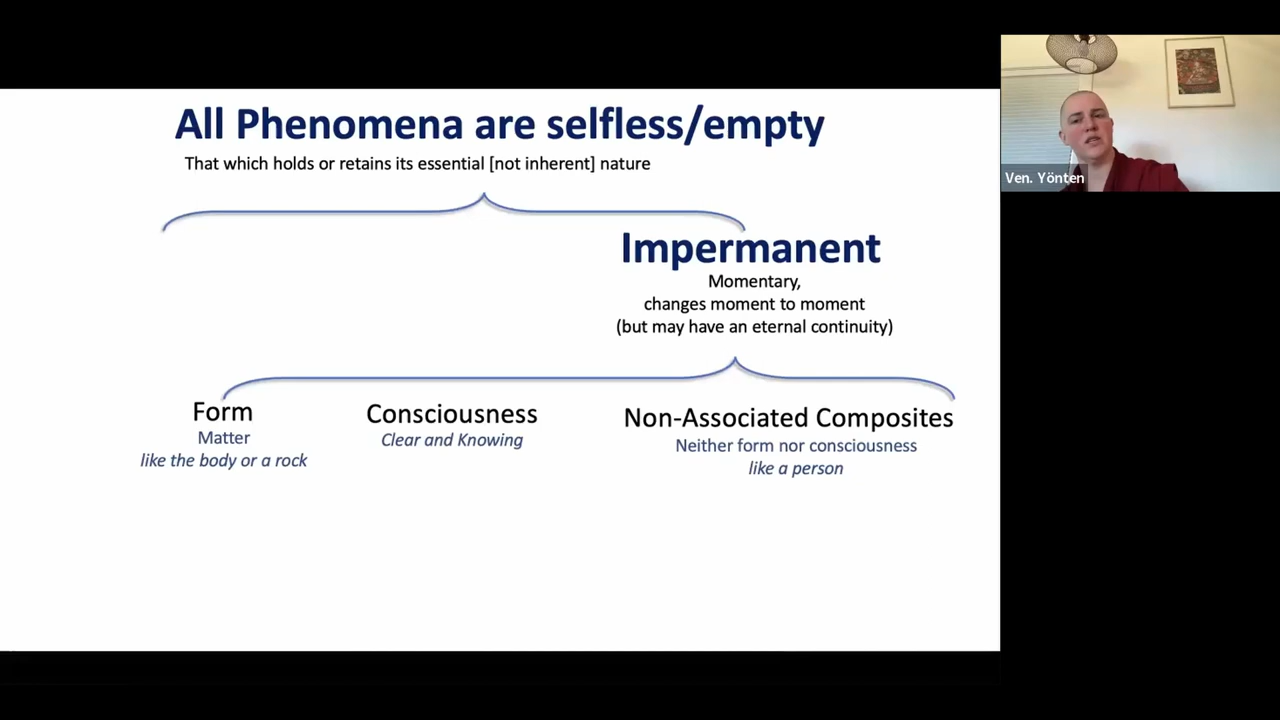 All Phenomena are selfless/empty
That which holds or retains its essential [not inherent] nature
Impermanent
Momentary,
changes moment to moment
(but may have an eternal continuity)
Form
Matter
like the body or a rock
Consciousness
Clear and Knowing
Non-Associated Composites
Neither form nor consciousness
like a person
Ven. Yönten